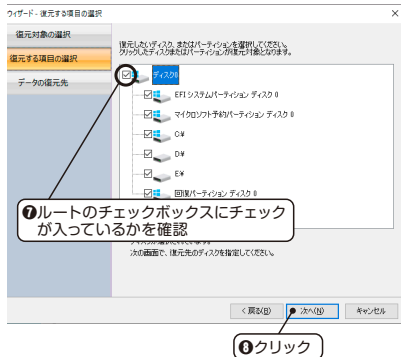 ウィザード - 復元する項目の選択
復元対象の選択
復元する項目の選択
データの復元先
復元したいディスク、またはパーティションを選択してください。
クリックしたディスクまたはパーティションが復元対象となります。
ディスク0
EFI システムパーティション ディスク 0
マイクロソフト予約パーティション ディスク 0
C¥
D¥
E¥
回復パーティション ディスク 0
❼ルートのチェックボックスにチェック
が入っているかを確認
次の画面で、復元先のディスクを指定してください。
< 戻る(B)
次へ(N)
キャンセル
❽クリック